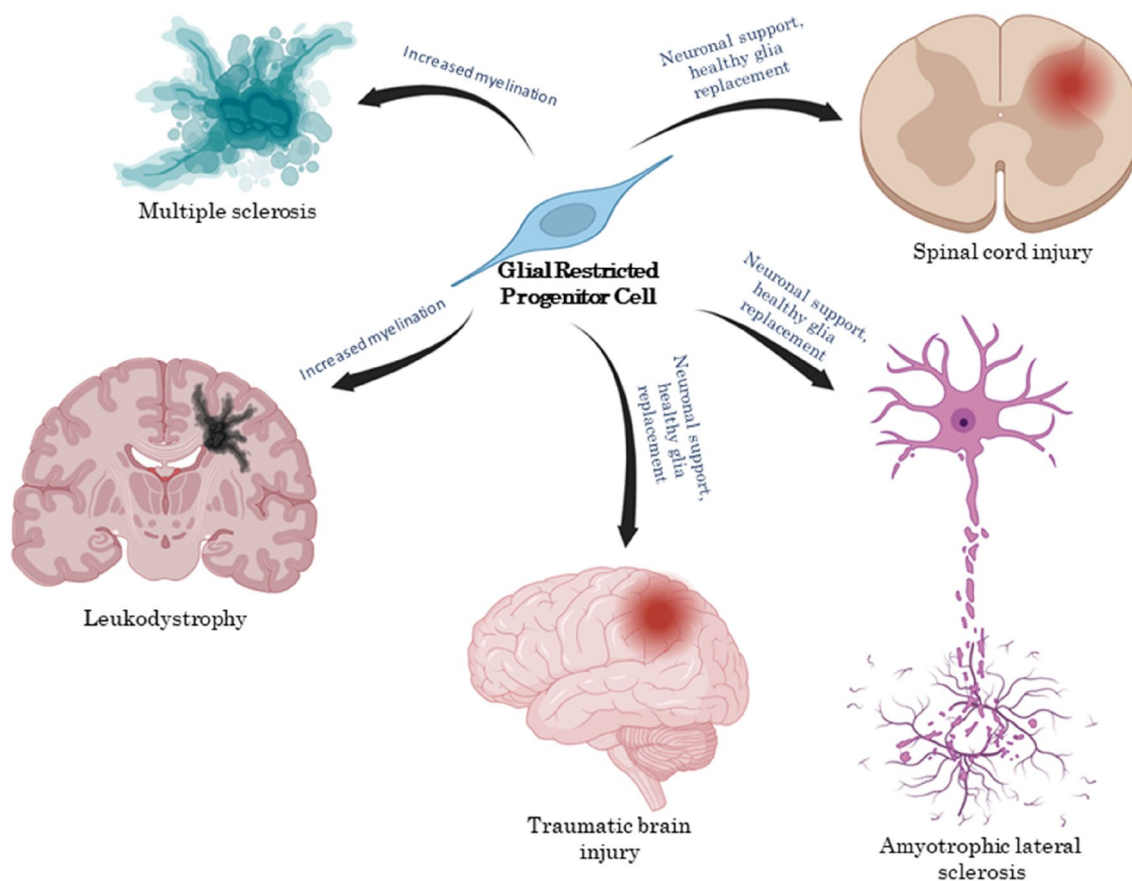 Increased myelination
Neuronal support,
healthy glia
replacement
Multiple sclerosis
Spinal cord injury
Glial Restricted
Progenitor Cell
Increased myelination
Neuronal support,
healthy glia
replacement
Neuronal support,
healthy glia
replacement
Leukodystrophy
Traumatic brain
injury
Amyotrophic lateral
sclerosis